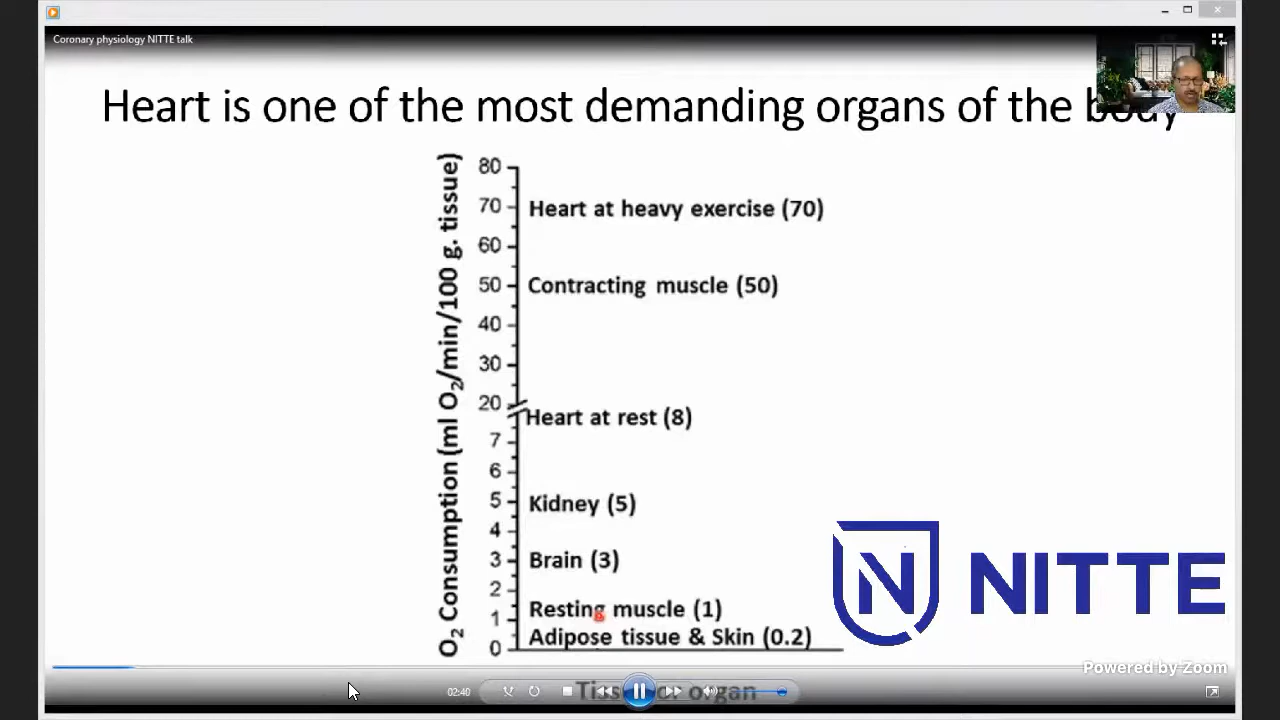 Coronary physiology NITTE talk
Heart is one of the most demanding organs of the body
O₂ Consumption (ml O₂/min/100 g. tissue)
80
70
Heart at heavy exercise (70)
60
50
Contracting muscle (50)
40
30
20
Heart at rest (8)
7
6
5
Kidney (5)
4
3
Brain (3)
2
Resting muscle (1)
1
Adipose tissue & Skin (0.2)
0
N NITTE
Powered by Zoom
02:40
Tissue or organ